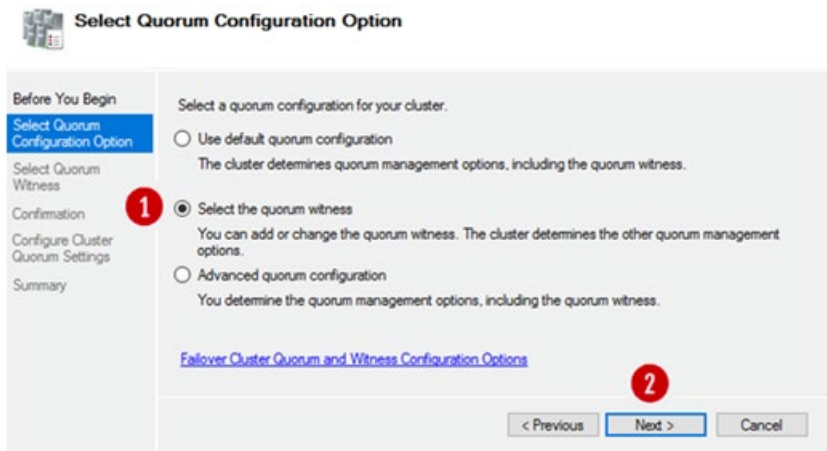 Select Quorum Configuration Option
Before You Begin
Select Quorum
Configuration Option
Select Quorum
Witness
Confirmation
Configure Cluster
Quorum Settings
Summary
Select a quorum configuration for your cluster.
Use default quorum configuration
The cluster determines quorum management options, including the quorum witness.
1
Select the quorum witness
You can add or change the quorum witness. The cluster determines the other quorum management
options.
Advanced quorum configuration
You determine the quorum management options, including the quorum witness.
Failover Cluster Quorum and Witness Configuration Options
2
< Previous
Next >
Cancel